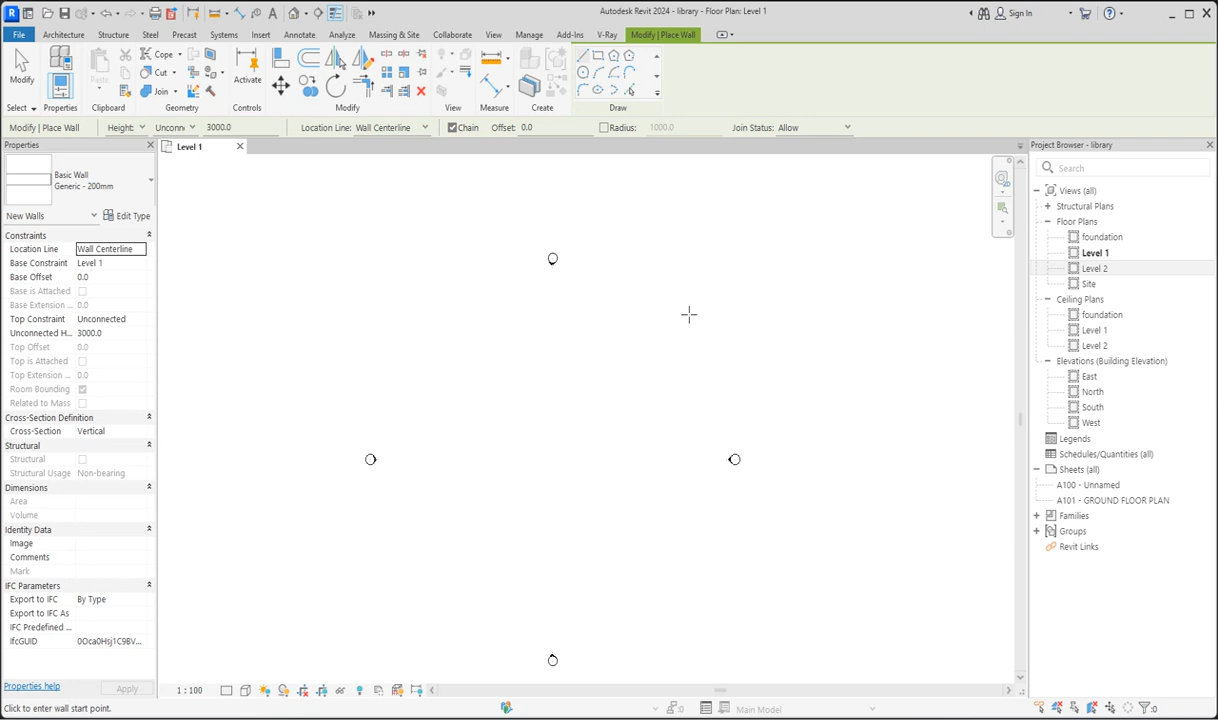 Autodesk Revit 2024 - library - Floor Plan: Level 1
Sign In
File Architecture Structure Steel Precast Systems Insert Annotate Analyze Massing & Site Collaborate View Manage Add-Ins V-Ray Modify | Place Wall
Modify
Paste
Cope
Cut
Join
Activate
Select Properties Clipboard Geometry Controls Modify View Measure Create Draw
Modify | Place Wall Height: Unconn 3000.0 Location Line: Wall Centerline Chain Offset: 0.0 Radius: 1000.0 Join Status: Allow
Properties
Basic Wall
Generic - 200mm
New Walls Edit Type
Constraints
Location Line Wall Centerline
Base Constraint Level 1
Base Offset 0.0
Base is Attached
Base Extension ... 0.0
Top Constraint Unconnected
Unconnected H... 3000.0
Top Offset 0.0
Top is Attached
Top Extension ... 0.0
Room Bounding
Related to Mass
Cross-Section Definition
Cross-Section Vertical
Structural
Structural
Structural Usage Non-bearing
Dimensions
Area
Volume
Identity Data
Image
Comments
Mark
IFC Parameters
Export to IFC By Type
Export to IFC As
IFC Predefined ...
IfcGUID 0Oca0Hsj1C9BV...
Properties help Apply
Level 1
1 : 100
Project Browser - library
Search
Views (all)
Structural Plans
Floor Plans
foundation
Level 1
Level 2
Site
Ceiling Plans
foundation
Level 1
Level 2
Elevations (Building Elevation)
East
North
South
West
Legends
Schedules/Quantities (all)
Sheets (all)
A100 - Unnamed
A101 - GROUND FLOOR PLAN
Families
Groups
Revit Links
Click to enter wall start point. :0 Main Model :0